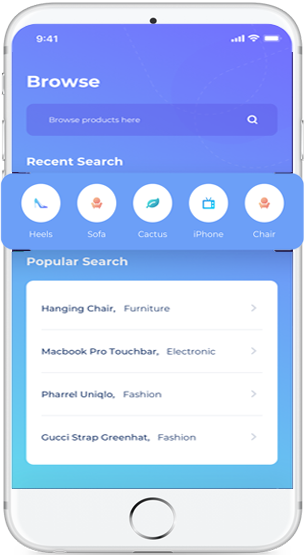 9:41
Browse
Browse products here
Recent Search
Heels Sofa Cactus iPhone Chair
Popular Search
Hanging Chair, Furniture
Macbook Pro Touchbar, Electronic
Pharrel Uniqlo, Fashion
Gucci Strap Greenhat, Fashion